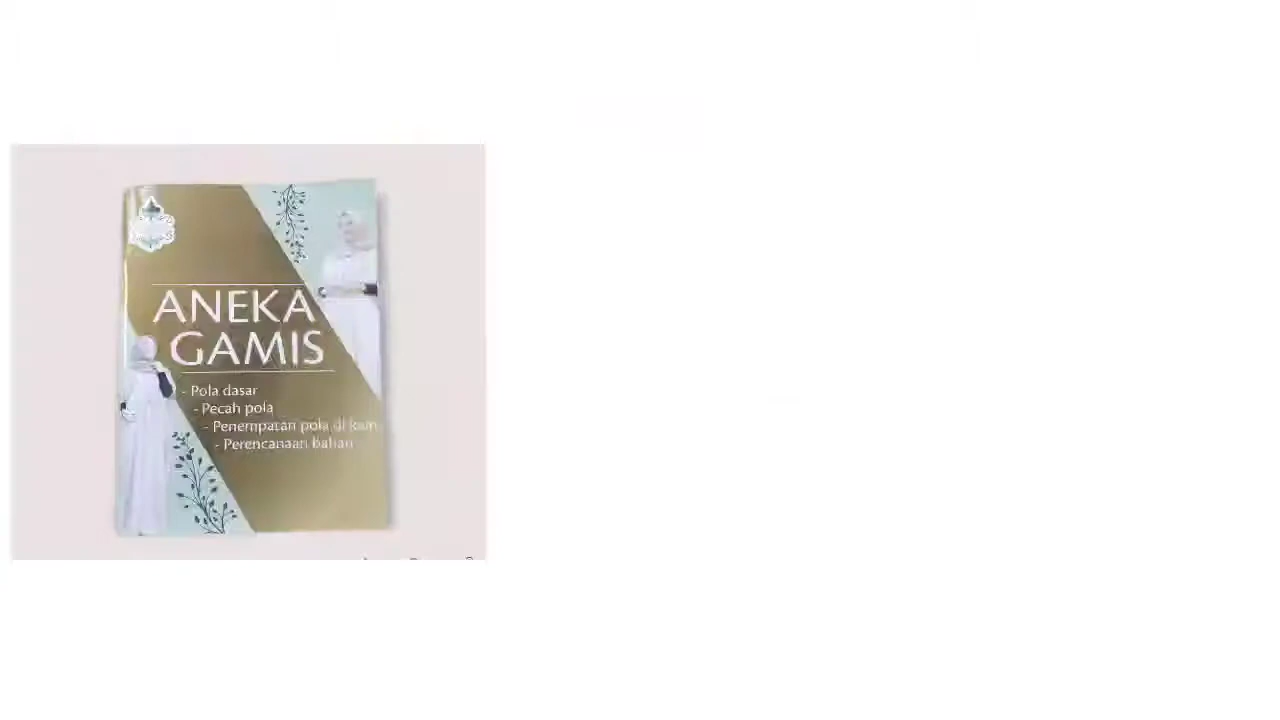 ANEKA
GAMIS
- Pola dasar
- Pecah pola
- Penempatan pola di kain
- Perencanaan bahan